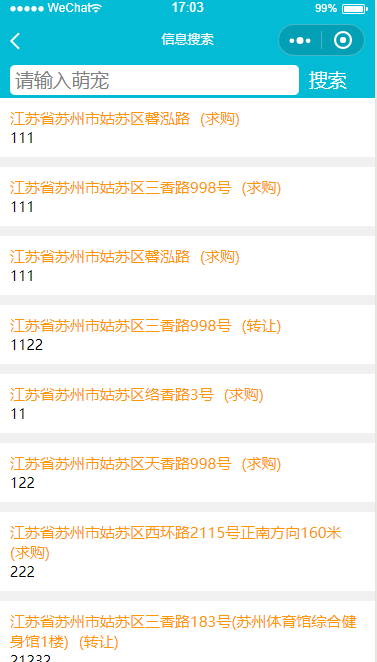 WeChat 17:03 99%
信息搜索
请输入萌宠 搜索
江苏省苏州市姑苏区馨泓路 (求购)
111
江苏省苏州市姑苏区三香路998号 (求购)
111
江苏省苏州市姑苏区馨泓路 (求购)
111
江苏省苏州市姑苏区三香路998号 (转让)
1122
江苏省苏州市姑苏区络香路3号 (求购)
11
江苏省苏州市姑苏区天香路998号 (求购)
122
江苏省苏州市姑苏区西环路2115号正南方向160米
(求购)
222
江苏省苏州市姑苏区三香路183号(苏州体育馆综合健
身馆1楼) (转让)
21232